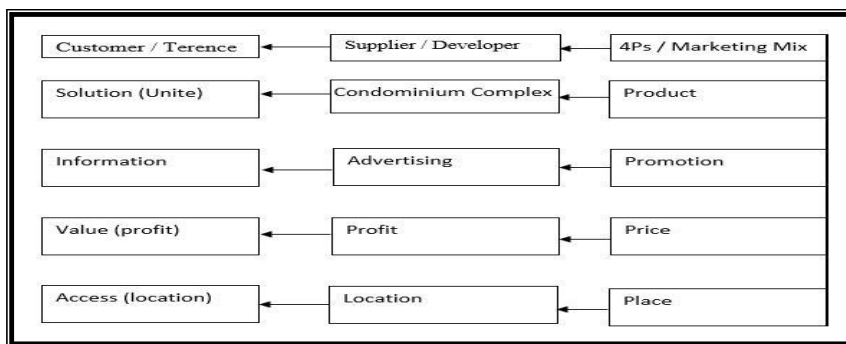 Customer / Terence
Supplier / Developer
4Ps / Marketing Mix
Solution (Unite)
Condominium Complex
Product
Information
Advertising
Promotion
Value (profit)
Profit
Price
Access (location)
Location
Place